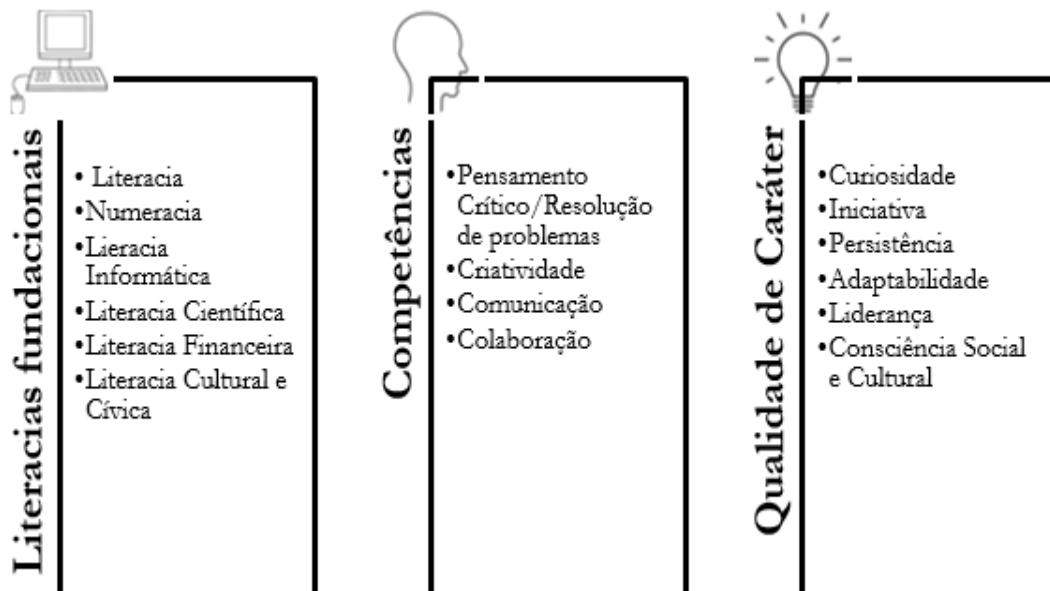 Literacias fundacionais
• Literacia
•Numeracia
•Lieracia
Informática
•Literacia Científica
•Literacia Financeira
•Literacia Cultural e
Cívica
Competências
•Pensamento
Crítico/Resolução
de problemas
•Criatividade
•Comunicação
•Colaboração
Qualidade de Caráter
•Curiosidade
•Iniciativa
•Persistência
•Adaptabilidade
•Liderança
•Consciência Social
e Cultural